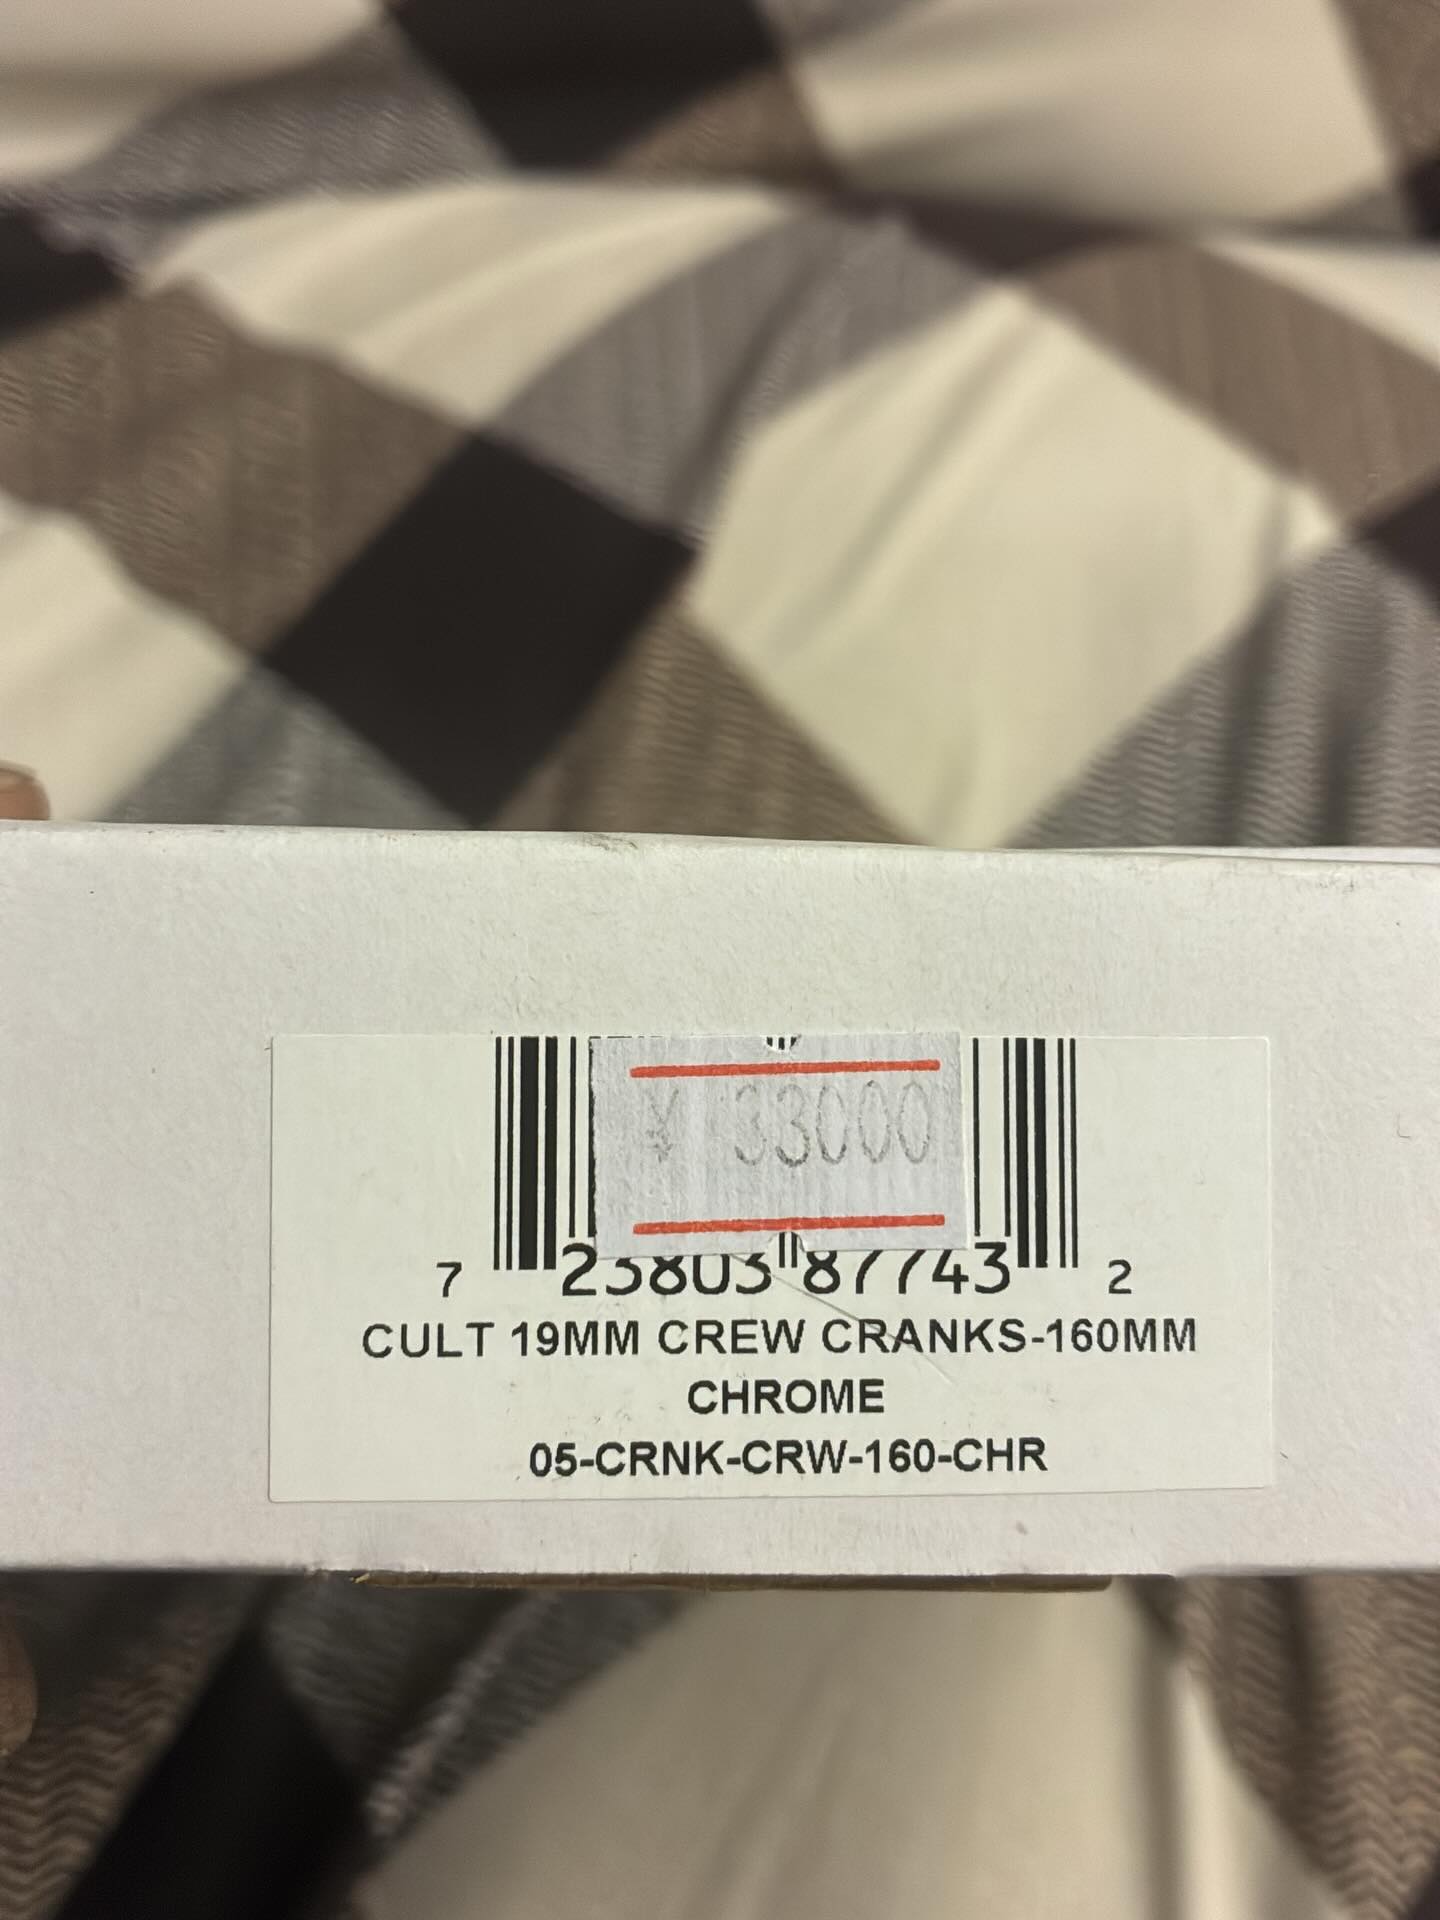 ¥ 33000
7 23803 87743 2
CULT 19MM CREW CRANKS-160MM
CHROME
05-CRNK-CRW-160-CHR